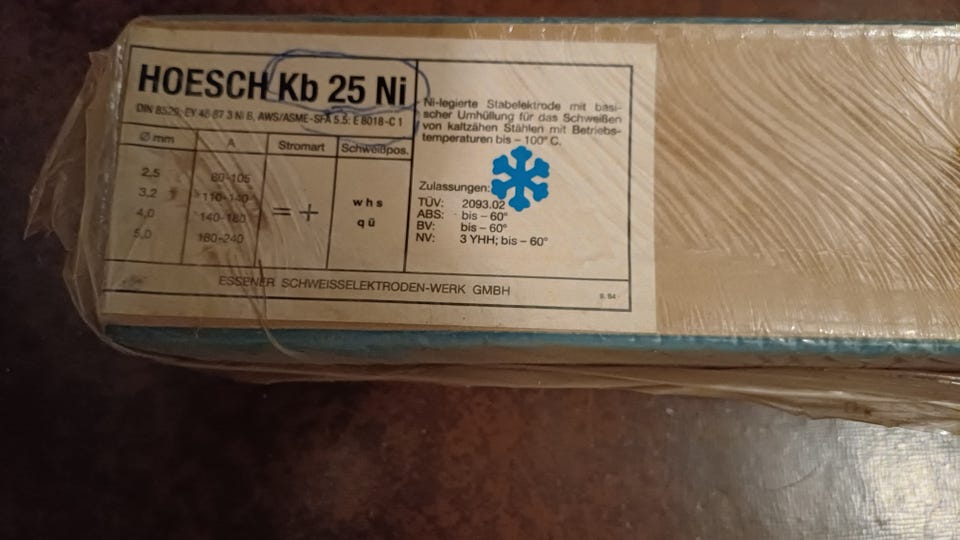 HOESCH Kb 25 Ni
DIN 8529; EY 46 87 3 Ni B, AWS/ASME-SFA 5.5: E 8018-C 1
Ø mm A Stromart Schweißpos.
2,5 80-105
3,2 110-140
4,0 140-180
5,0 180-240
= +
w h s
q ü
Ni-legierte Stabelektrode mit basi-
scher Umhüllung für das Schweißen
von kaltzähen Stählen mit Betriebs-
temperaturen bis – 100° C.
Zulassungen:
TÜV: 2093.02
ABS: bis – 60°
BV: bis – 60°
NV: 3 YHH; bis – 60°
ESSENER SCHWEISSELEKTRODEN-WERK GMBH